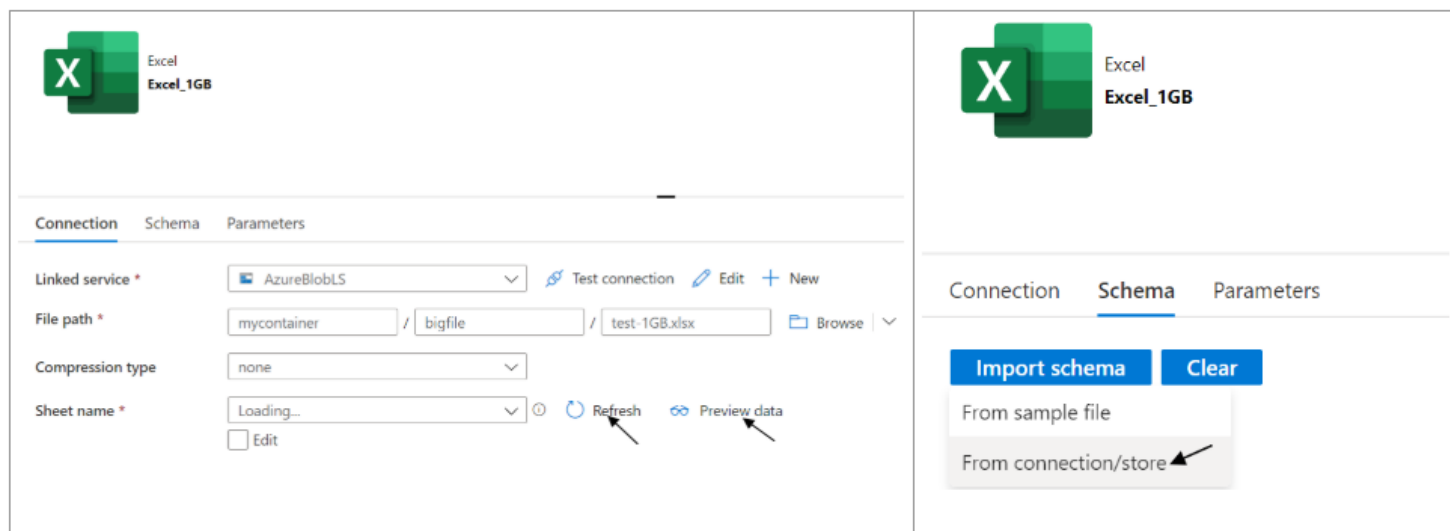 X
Excel
Excel_1GB
Connection Schema Parameters
Linked service * AzureBlobLS Test connection Edit New
File path * mycontainer / bigfile / test-1GB.xlsx Browse
Compression type none
Sheet name * Loading... Refresh Preview data
Edit
X
Excel
Excel_1GB
Connection Schema Parameters
Import schema Clear
From sample file
From connection/store